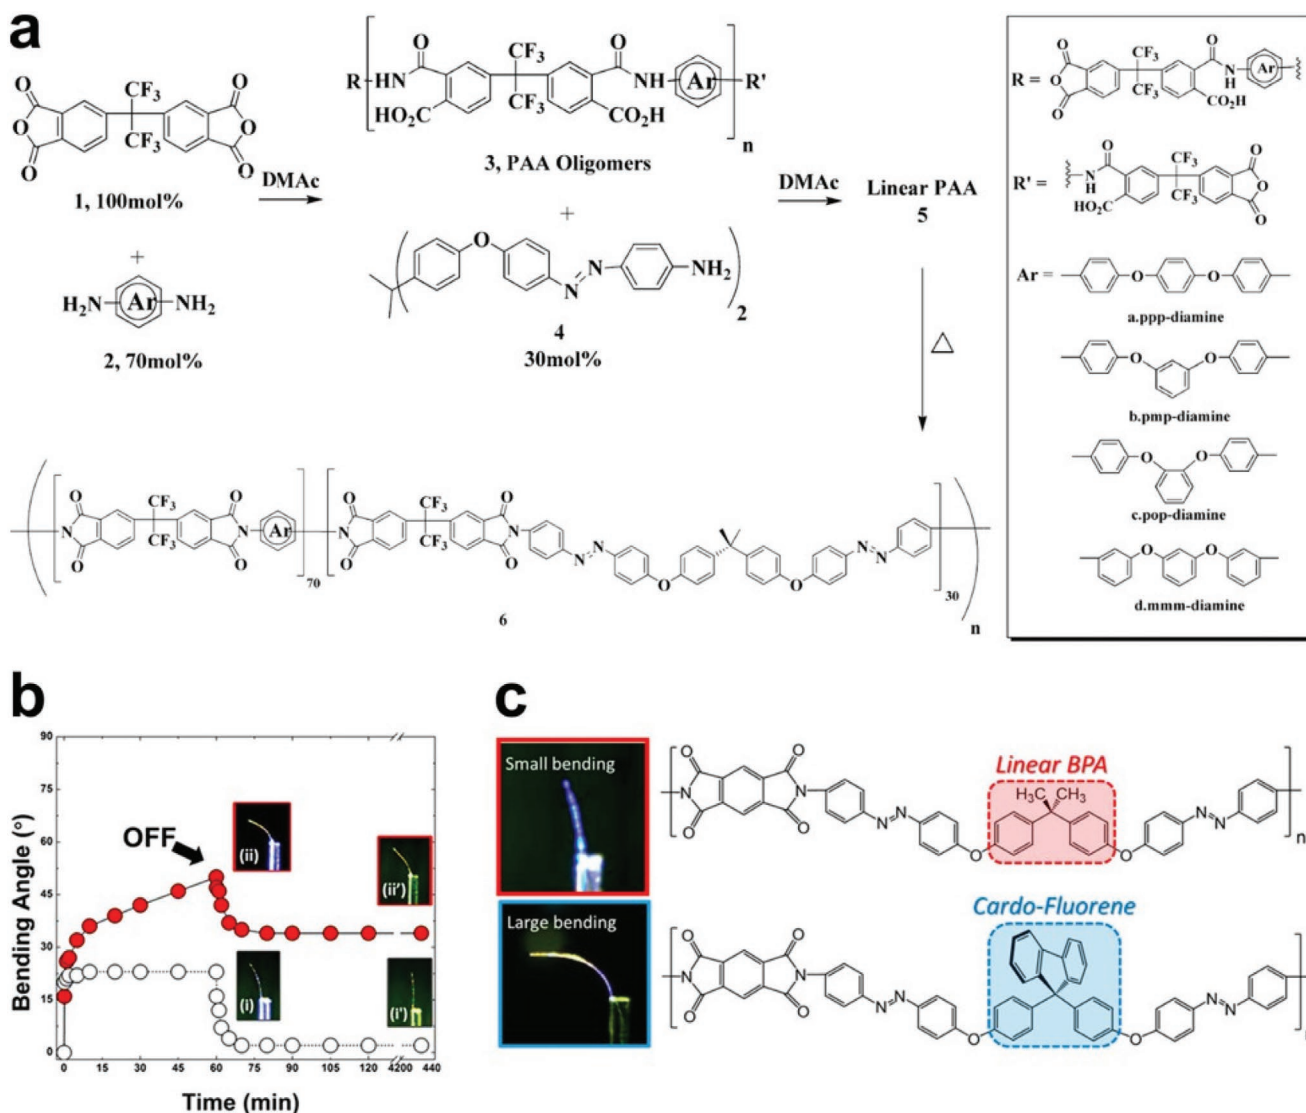 a
O
O
O
O
O
O
CF₃
CF₃
1, 100mol%
+
H₂N
Ar
NH₂
2, 70mol%
DMAc
R
HN
O
HO₂C
CF₃
CF₃
O
NH
CO₂H
Ar
R'
n
3, PAA Oligomers
+
O
N
N
NH₂
2
4
30mol%
DMAc
Linear PAA
5
△
R =
O
O
O
CF₃
CF₃
O
N
H
CO₂H
Ar
R' =
N
H
O
HO₂C
CF₃
CF₃
O
O
O
Ar =
O
O
a.ppp-diamine
O
O
b.pmp-diamine
O
O
c.pop-diamine
O
O
d.mmm-diamine
N
O
O
CF₃
CF₃
O
O
N
Ar
70
N
O
O
CF₃
CF₃
O
O
N
N
N
O
O
N
N
30
n
6
b
Bending Angle (°)
90
75
60
45
30
15
0
OFF
(ii)
(ii')
(i)
(i')
0 15 30 45 60 75 90 105 120 4200 440
Time (min)
c
Small bending
Large bending
Linear BPA
H₃C
CH₃
N
O
O
O
O
N
N
N
O
O
N
N
n
Cardo-Fluorene
N
O
O
O
O
N
N
N
O
O
N
N